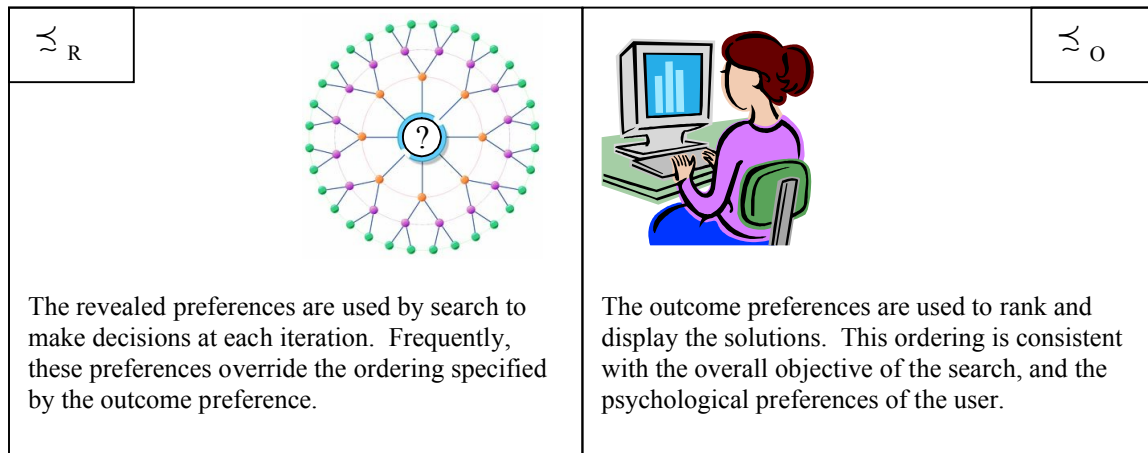 ≾ R
?
The revealed preferences are used by search to
make decisions at each iteration.  Frequently,
these preferences override the ordering specified
by the outcome preference.
≾ O
The outcome preferences are used to rank and
display the solutions.  This ordering is consistent
with the overall objective of the search, and the
psychological preferences of the user.